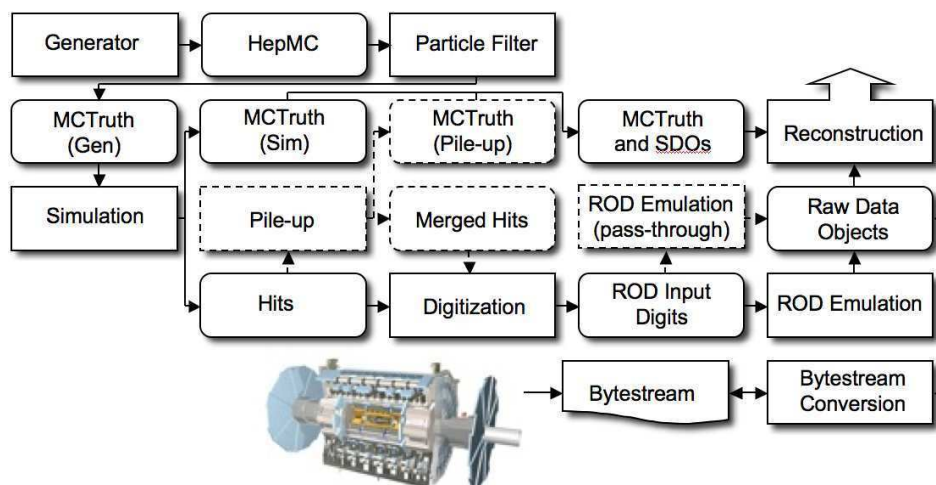 Generator
HepMC
Particle Filter
MCTruth
(Gen)
MCTruth
(Sim)
MCTruth
(Pile-up)
MCTruth
and SDOs
Reconstruction
Simulation
Pile-up
Merged Hits
ROD Emulation
(pass-through)
Raw Data
Objects
Hits
Digitization
ROD Input
Digits
ROD Emulation
Bytestream
Bytestream
Conversion